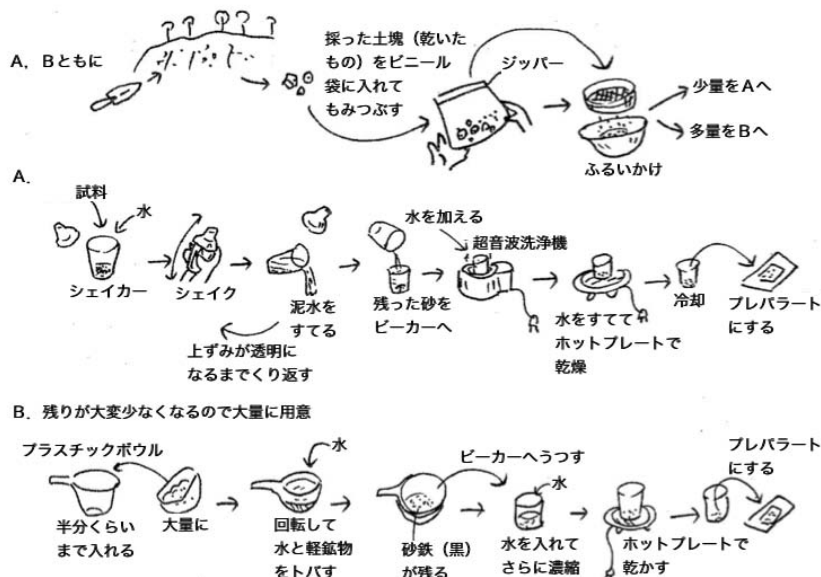 A、Bともに
採った土塊（乾いた
もの）をビニール
袋に入れて
もみつぶす
ジッパー
少量をAへ
多量をBへ
ふるいかけ
A．
試料
水
シェイカー
シェイク
泥水を
すてる
上ずみが透明に
なるまでくり返す
残った砂を
ビーカーへ
水を加える
超音波洗浄機
水をすてて
ホットプレートで
乾燥
冷却
プレパラート
にする
B．残りが大変少なくなるので大量に用意
プラスチックボウル
半分くらい
まで入れる
大量に
水
回転して
水と軽鉱物
をトバす
砂鉄（黒）
が残る
ビーカーへうつす
水
水を入れて
さらに濃縮
ホットプレートで
乾かす
プレパラート
にする